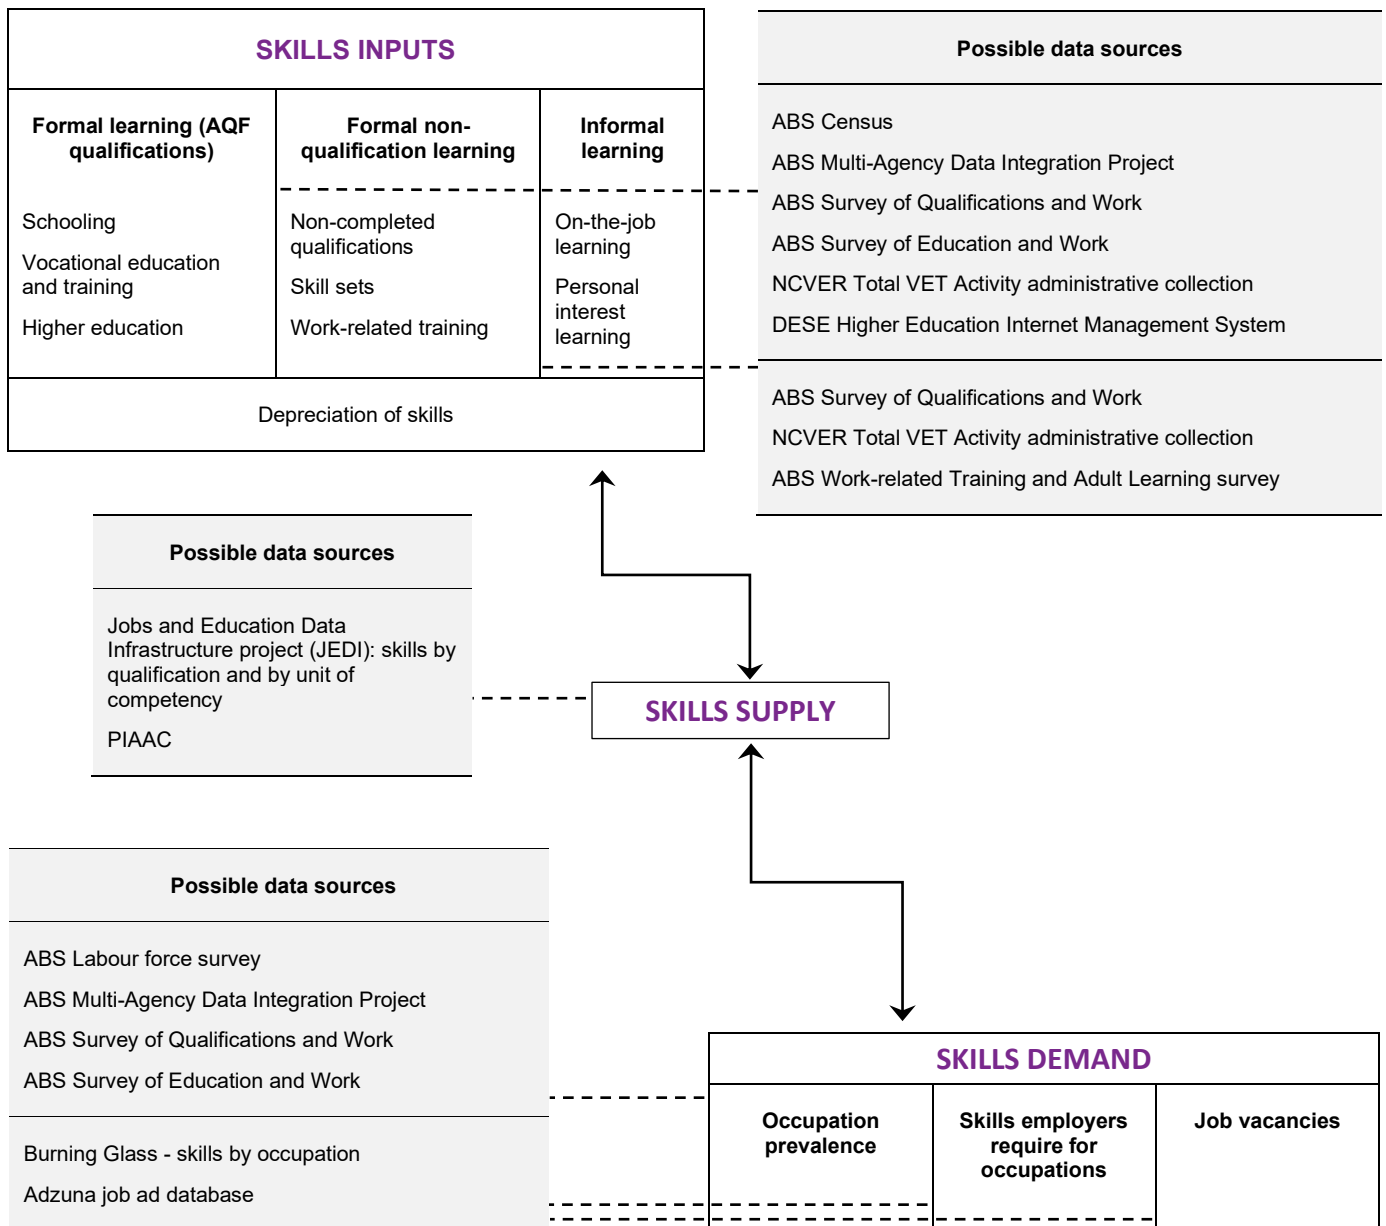 SKILLS INPUTS
Formal learning (AQF
qualifications)
Formal non-
qualification learning
Informal
learning
Schooling
Vocational education
and training
Higher education
Non-completed
qualifications
Skill sets
Work-related training
On-the-job
learning
Personal
interest
learning
Depreciation of skills
Possible data sources
ABS Census
ABS Multi-Agency Data Integration Project
ABS Survey of Qualifications and Work
ABS Survey of Education and Work
NCVER Total VET Activity administrative collection
DESE Higher Education Internet Management System
ABS Survey of Qualifications and Work
NCVER Total VET Activity administrative collection
ABS Work-related Training and Adult Learning survey
Possible data sources
Jobs and Education Data
Infrastructure project (JEDI): skills by
qualification and by unit of
competency
PIAAC
SKILLS SUPPLY
Possible data sources
ABS Labour force survey
ABS Multi-Agency Data Integration Project
ABS Survey of Qualifications and Work
ABS Survey of Education and Work
Burning Glass - skills by occupation
Adzuna job ad database
SKILLS DEMAND
Occupation
prevalence
Skills employers
require for
occupations
Job vacancies